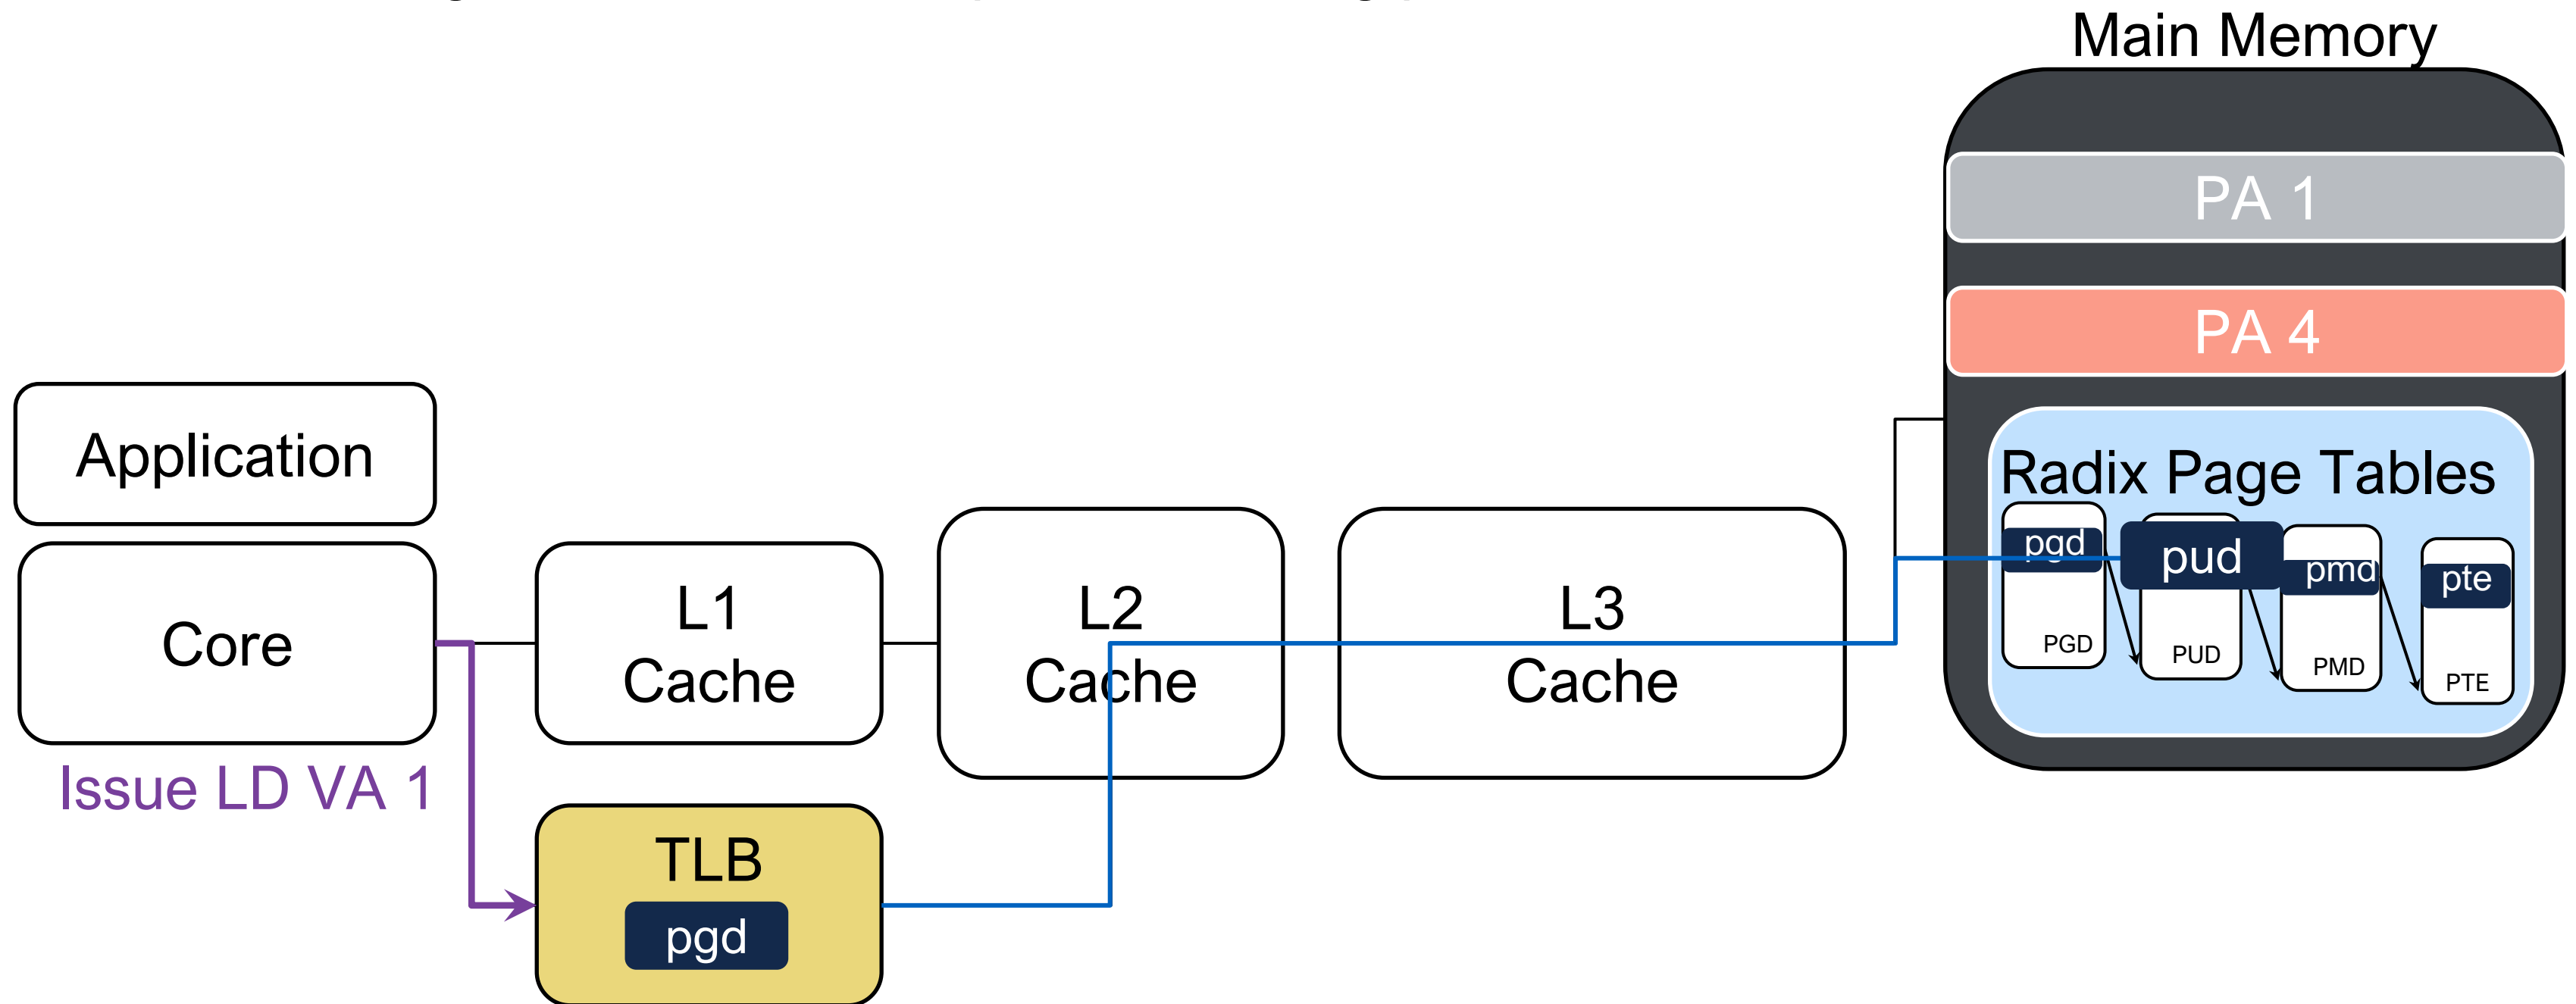 Main Memory
PA 1
PA 4
Application
Radix Page Tables
pgd
pud
pmd
pte
PGD
PUD
PMD
PTE
Core
L1
Cache
L2
Cache
L3
Cache
Issue LD VA 1
TLB
pgd